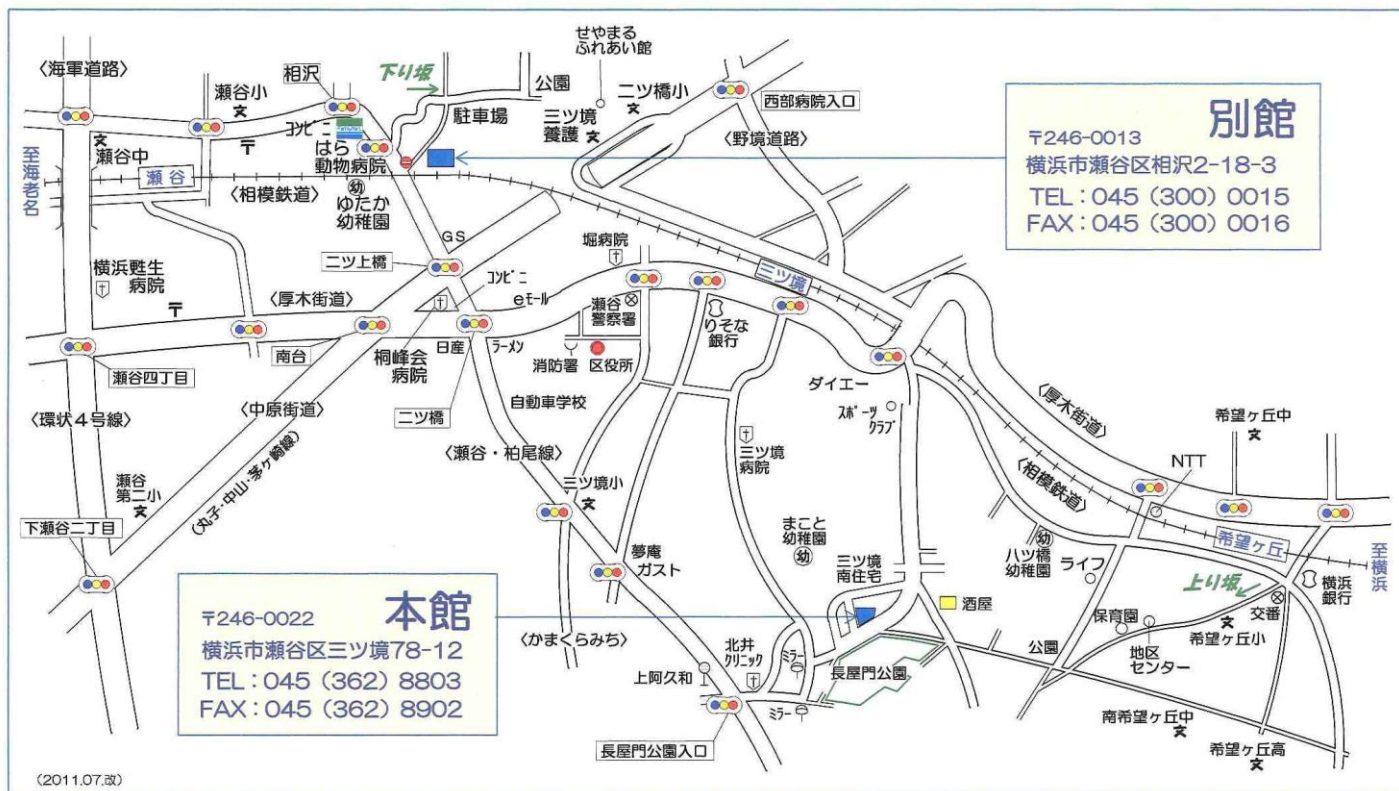 〈海軍道路〉
相沢
瀬谷小
文
下り坂
公園
駐車場
せやまる
ふれあい館
二ツ橋小
文
三ツ境
養護
文
西部病院入口
〈野境道路〉
別館
〒246-0013
横浜市瀬谷区相沢2-18-3
TEL:045(300)0015
FAX:045(300)0016
至海老名
文
瀬谷中
〒
コンビニ
はら
動物病院
瀬谷
〈相模鉄道〉
幼
ゆたか
幼稚園
GS
二ツ上橋
コンビニ
堀病院
三ツ境
横浜甦生
病院
〒
〈厚木街道〉
eモール
瀬谷
警察署
りそな
銀行
南台
桐峰会
病院
日産
ラーメン
消防署
区役所
瀬谷四丁目
〈環状4号線〉
〈中原街道〉
(丸子・中山・茅ヶ崎線)
二ツ橋
自動車学校
〈瀬谷・柏尾線〉
ダイエー
スポーツ
クラブ
〈厚木街道〉
希望ヶ丘中
文
〈相模鉄道〉
NTT
三ツ境
病院
瀬谷
第二小
文
三ツ境小
文
下瀬谷二丁目
夢庵
ガスト
まこと
幼稚園
幼
三ツ境
南住宅
幼
八ツ橋
幼稚園
ライフ
希望ヶ丘
至横浜
上り坂
横浜
銀行
交番
酒屋
保育園
地区
センター
文
希望ヶ丘小
公園
本館
〒246-0022
横浜市瀬谷区三ツ境78-12
TEL:045(362)8803
FAX:045(362)8902
〈かまくらみち〉
上阿久和
北井
クリニック
ミラー
長屋門公園
ミラー
長屋門公園入口
南希望ヶ丘中
文
希望ヶ丘高
文
(2011.07.改)